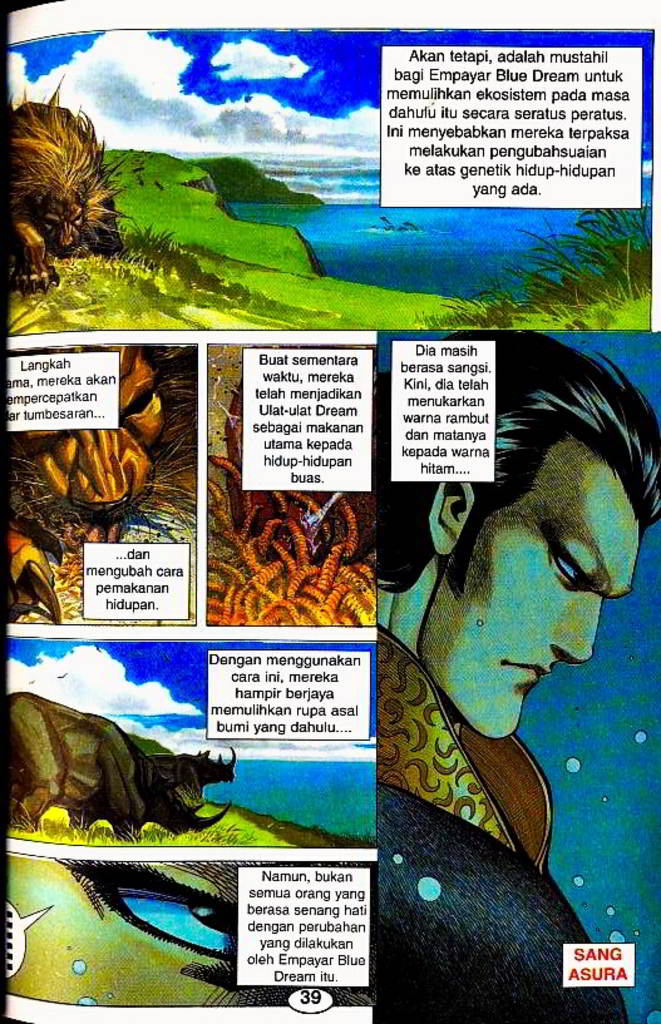 Akan tetapi, adalah mustahil
bagi Empayar Blue Dream untuk
memulihkan ekosistem pada masa
dahulu itu secara seratus peratus.
Ini menyebabkan mereka terpaksa
melakukan pengubahsuaian
ke atas genetik hidup-hidupan
yang ada.
Langkah
ama, mereka akan
empercepatkan
ar tumbesaran...
...dan
mengubah cara
pemakanan
hidupan.
Buat sementara
waktu, mereka
telah menjadikan
Ulat-ulat Dream
sebagai makanan
utama kepada
hidup-hidupan
buas.
Dia masih
berasa sangsi.
Kini, dia telah
menukarkan
warna rambut
dan matanya
kepada warna
hitam....
Dengan menggunakan
cara ini, mereka
hampir berjaya
memulihkan rupa asal
bumi yang dahulu....
Namun, bukan
semua orang yang
berasa senang hati
dengan perubahan
yang dilakukan
oleh Empayar Blue
Dream itu.
SANG
ASURA
39